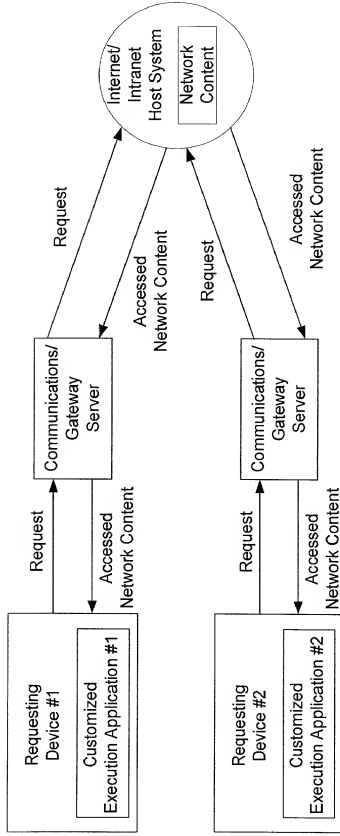 Requesting
Device #1
Customized
Execution Application #1
Request
Accessed
Network Content
Communications/
Gateway
Server
Request
Accessed
Network Content
Internet/
Intranet
Host System
Network
Content
Requesting
Device #2
Customized
Execution Application #2
Request
Accessed
Network Content
Communications/
Gateway
Server
Request
Accessed
Network Content